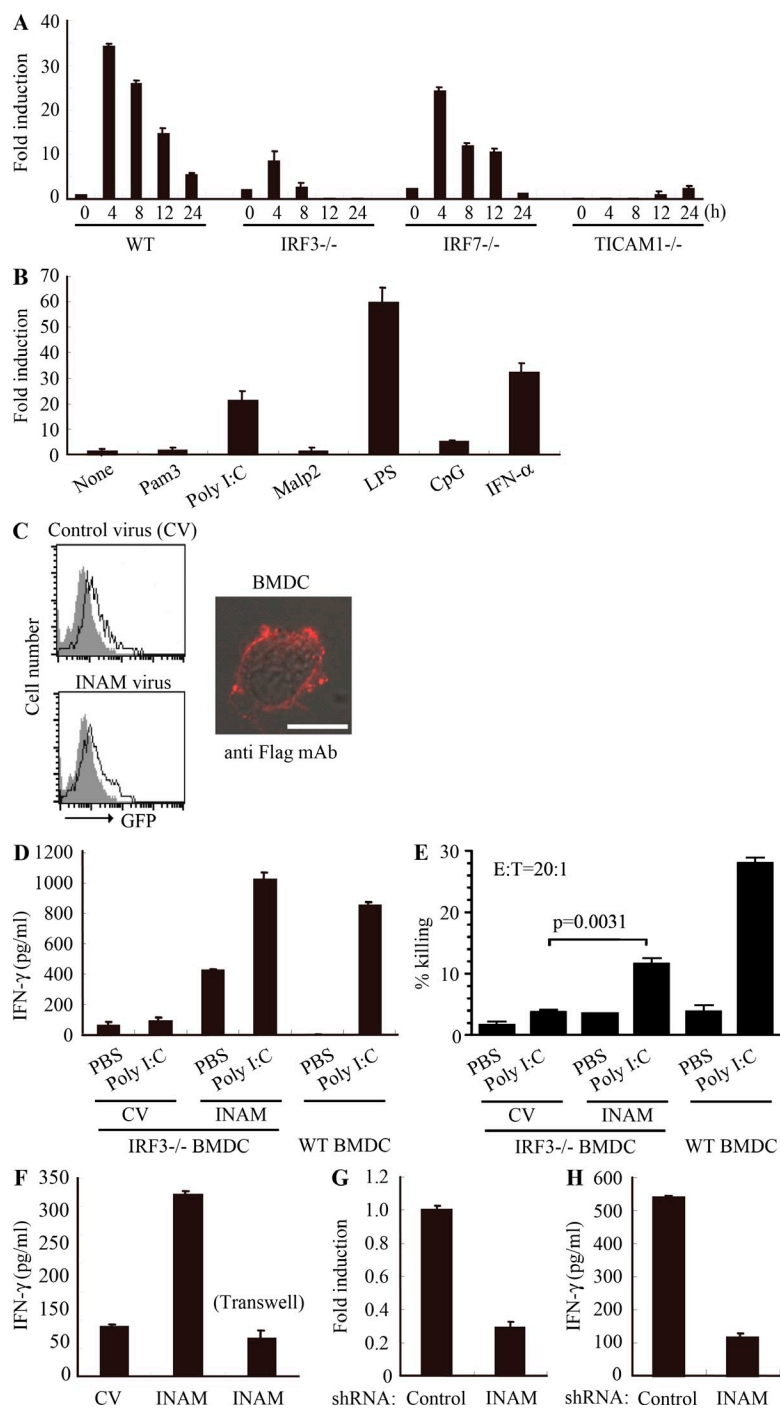 A
Fold induction
40
30
20
10
0
0 4 8 12 24 0 4 8 12 24 0 4 8 12 24 0 4 8 12 24 (h)
WT IRF3-/- IRF7-/- TICAM1-/-
B
Fold induction
70
60
50
40
30
20
10
0
None Pam3 Poly I:C Malp2 LPS CpG IFN-α
C
Control virus (CV)
INAM virus
Cell number
GFP
BMDC
anti Flag mAb
D
IFN-γ (pg/ml)
1200
1000
800
600
400
200
0
PBS Poly I:C PBS Poly I:C PBS Poly I:C
CV INAM
IRF3-/- BMDC WT BMDC
E
% killing
30
20
10
0
E:T=20:1
p=0.0031
PBS Poly I:C PBS Poly I:C PBS Poly I:C
CV INAM
IRF3-/- BMDC WT BMDC
F
IFN-γ (pg/ml)
350
300
150
50
0
(Transwell)
CV INAM INAM
G
Fold induction
1.2
1.0
0.8
0.6
0.4
0.2
0
shRNA: Control INAM
H
IFN-γ (pg/ml)
600
500
400
300
200
100
0
shRNA: Control INAM